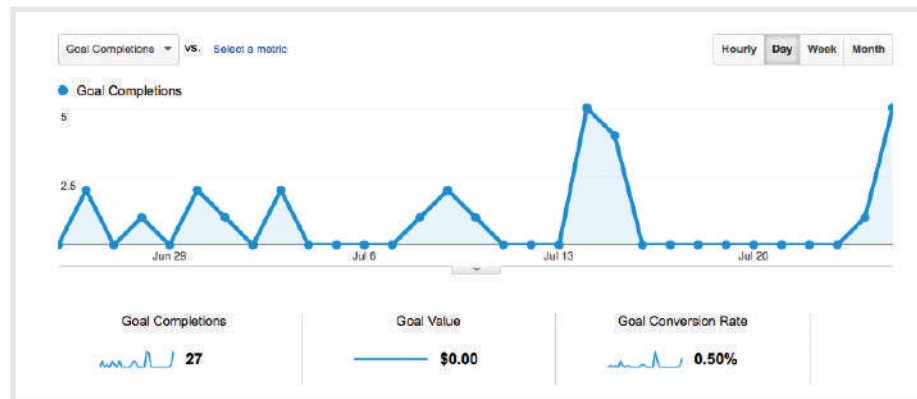 Goal Completions vs. Select a metric Hourly Day Week Month
Goal Completions
5
2.5
Jun 29 Jul 6 Jul 13 Jul 20
Goal Completions Goal Value Goal Conversion Rate
27 $0.00 0.50%